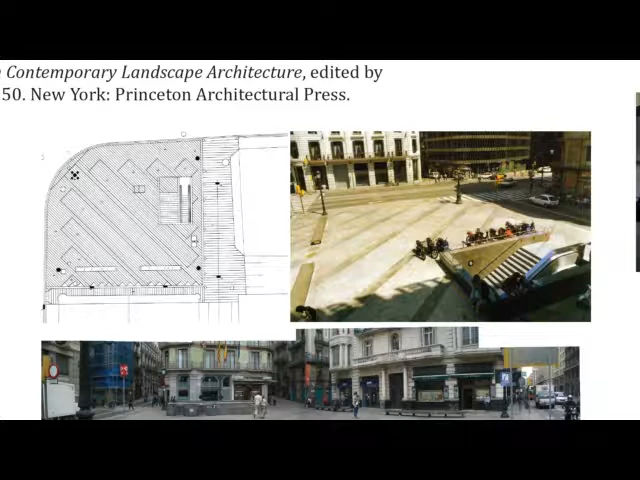 Contemporary Landscape Architecture, edited by
50. New York: Princeton Architectural Press.